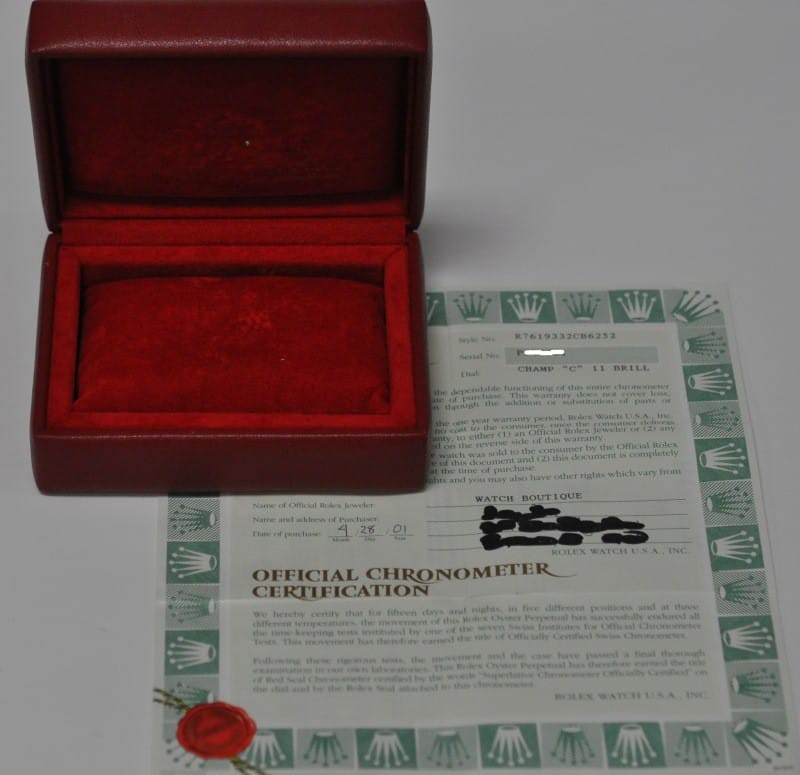 Style No. R7619332CB6252
Serial No.
Dial: CHAMP "C" 11 BRILL
the dependable functioning of this entire chronometer
of purchase. This warranty does not cover loss,
through the addition or substitution of parts or
the one year warranty period, Rolex Watch U.S.A., Inc.
no cost to the consumer, once the consumer delivers
to either (1) an Official Rolex Jeweler or (2) any
on the reverse side of this warranty.
watch was sold to the consumer by the Official Rolex
of this document and (2) this document is completely
at the time of purchase.
and you may also have other rights which vary from
Name of Official Rolex Jeweler: WATCH BOUTIQUE
Name and address of Purchaser
Date of purchase: 4 28 01
Month Day Year
ROLEX WATCH U.S.A., INC.
OFFICIAL CHRONOMETER
CERTIFICATION
We hereby certify that for fifteen days and nights, in five different positions and at three
different temperatures, the movement of this Rolex Oyster Perpetual has successfully endured all
the time-keeping tests instituted by one of the seven Swiss Institutes for Official Chronometer
Tests. This movement has therefore earned the title of Officially Certified Swiss Chronometer.
Following these rigorous tests, the movement and the case have passed a final thorough
examination in our own laboratories. This Rolex Oyster Perpetual has therefore earned the title
of Red Seal Chronometer certified by the words "Superlative Chronometer Officially Certified" on
the dial and by the Rolex Seal attached to this chronometer.
ROLEX WATCH U.S.A., INC.